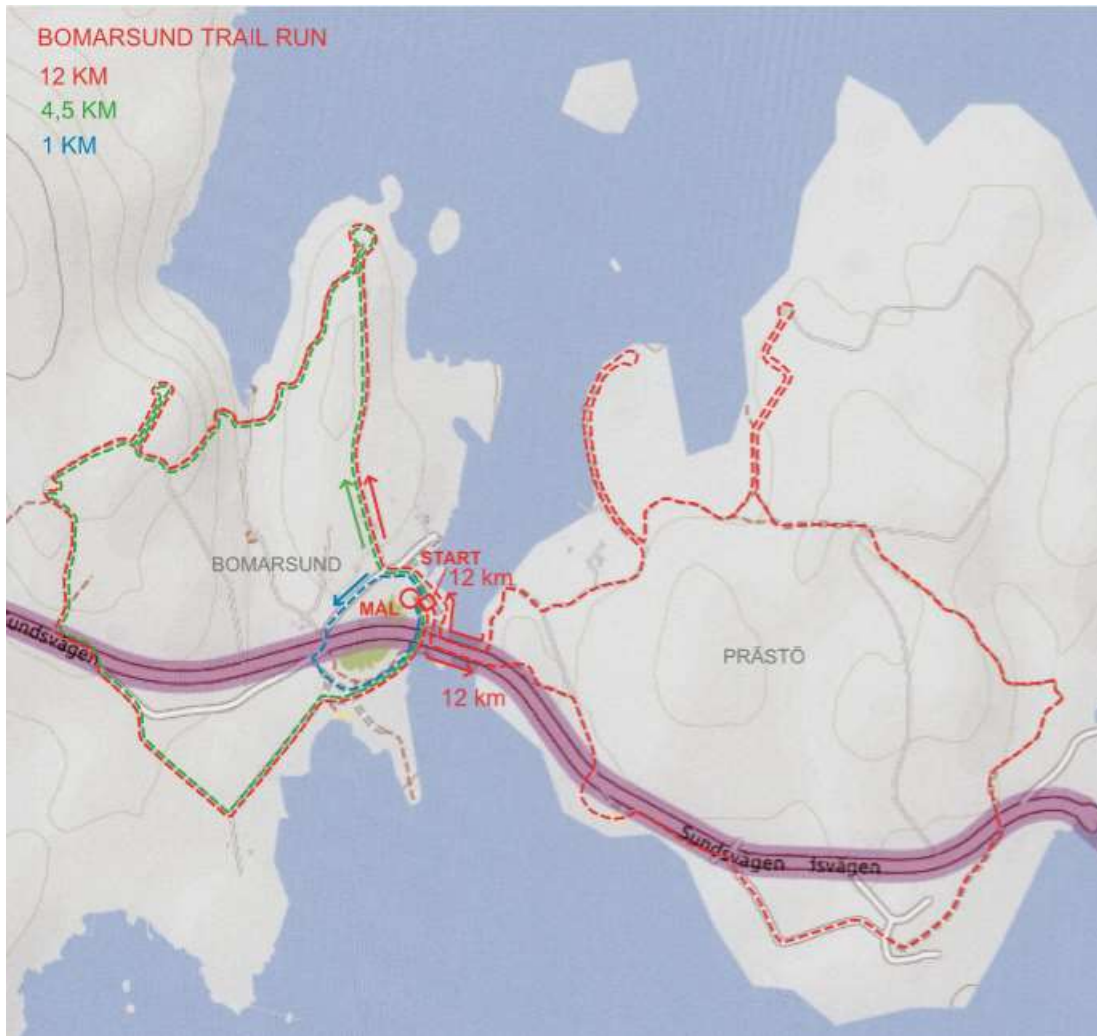 BOMARSUND TRAIL RUN
12 KM
4,5 KM
1 KM
BOMARSUND
START
12 km
MÅL
undsvägen
PRÄSTÖ
12 km
Sundsvägen svägen